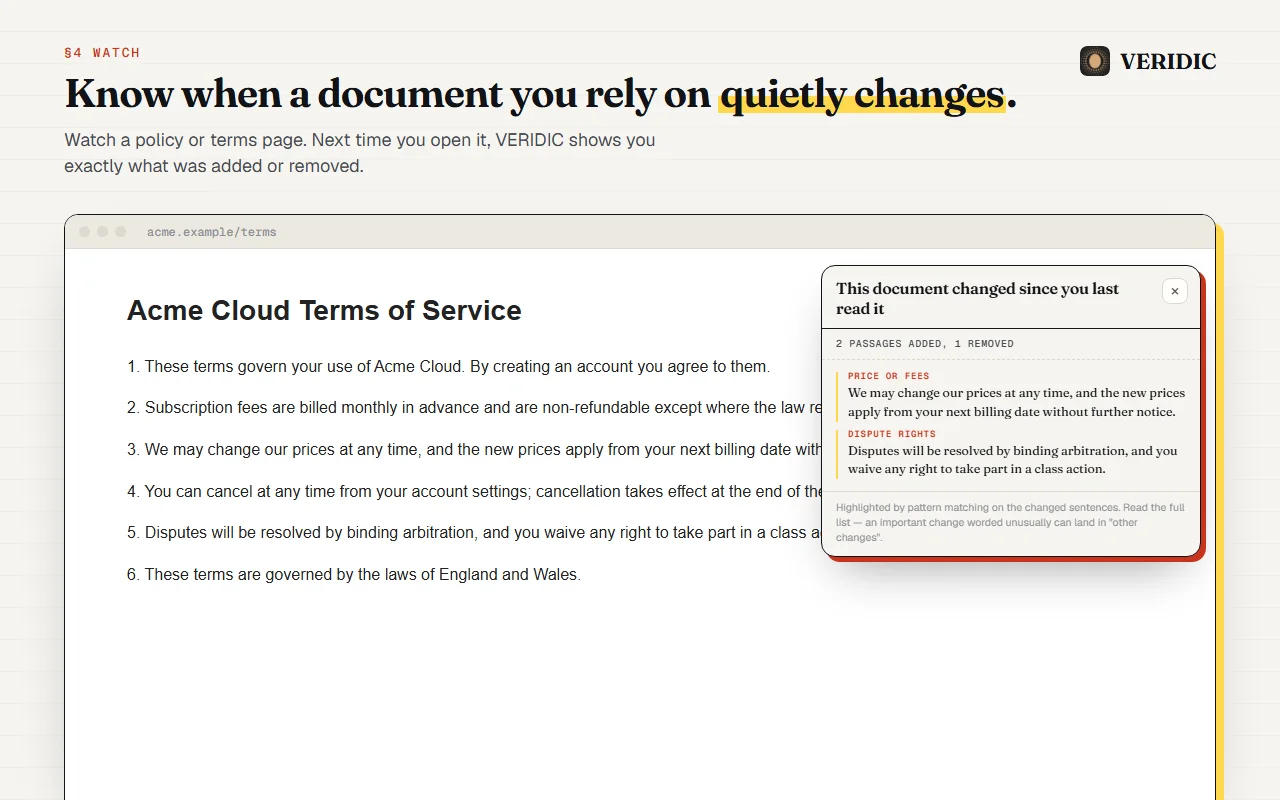 §4 WATCH
VERIDIC
Know when a document you rely on quietly changes.
Watch a policy or terms page. Next time you open it, VERIDIC shows you
exactly what was added or removed.
acme.example/terms
Acme Cloud Terms of Service
1. These terms govern your use of Acme Cloud. By creating an account you agree to them.
2. Subscription fees are billed monthly in advance and are non-refundable except where the law re
3. We may change our prices at any time, and the new prices apply from your next billing date with
4. You can cancel at any time from your account settings; cancellation takes effect at the end of the
5. Disputes will be resolved by binding arbitration, and you waive any right to take part in a class a
6. These terms are governed by the laws of England and Wales.
This document changed since you last
read it
×
2 PASSAGES ADDED, 1 REMOVED
PRICE OR FEES
We may change our prices at any time, and the new prices
apply from your next billing date without further notice.
DISPUTE RIGHTS
Disputes will be resolved by binding arbitration, and you
waive any right to take part in a class action.
Highlighted by pattern matching on the changed sentences. Read the full
list — an important change worded unusually can land in "other
changes".